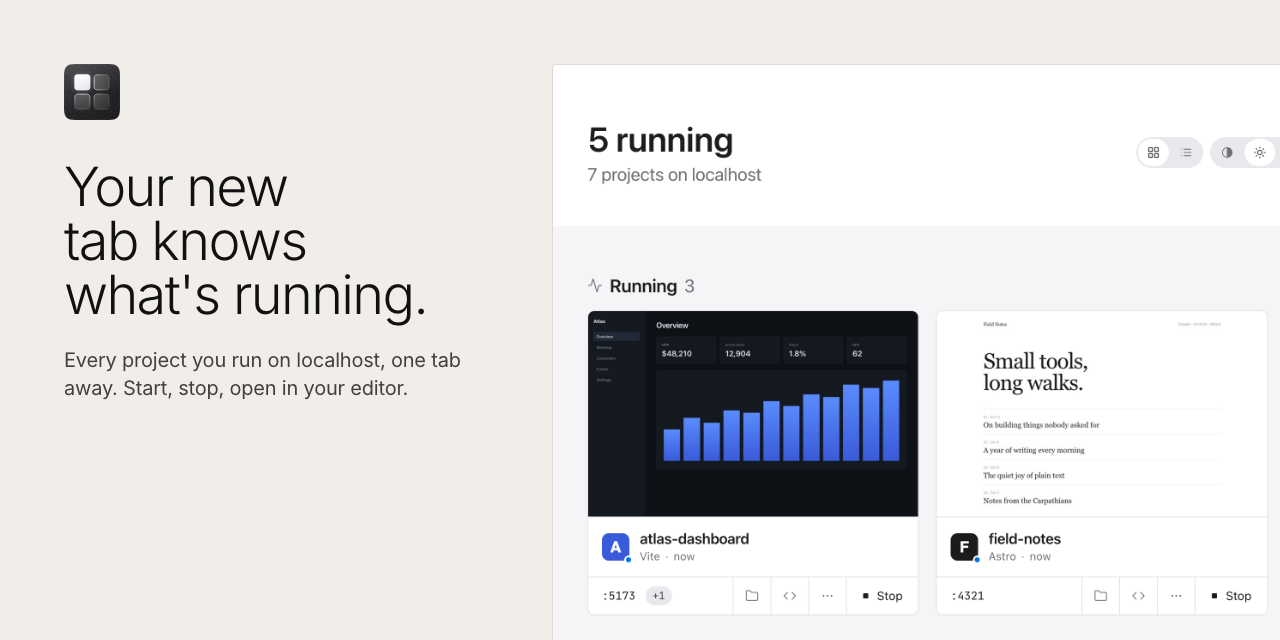 Your new
tab knows
what's running.
Every project you run on localhost, one tab
away. Start, stop, open in your editor.
5 running
7 projects on localhost
Running 3
Atlas
Overview
Revenue
Customers
Events
Settings
Overview
$48,210
12,904
1.8%
62
Field Notes
Small tools,
long walks.
On building things nobody asked for
A year of writing every morning
The quiet joy of plain text
Notes from the Carpathians
A
atlas-dashboard
Vite · now
:5173
+1
Stop
F
field-notes
Astro · now
:4321
Stop